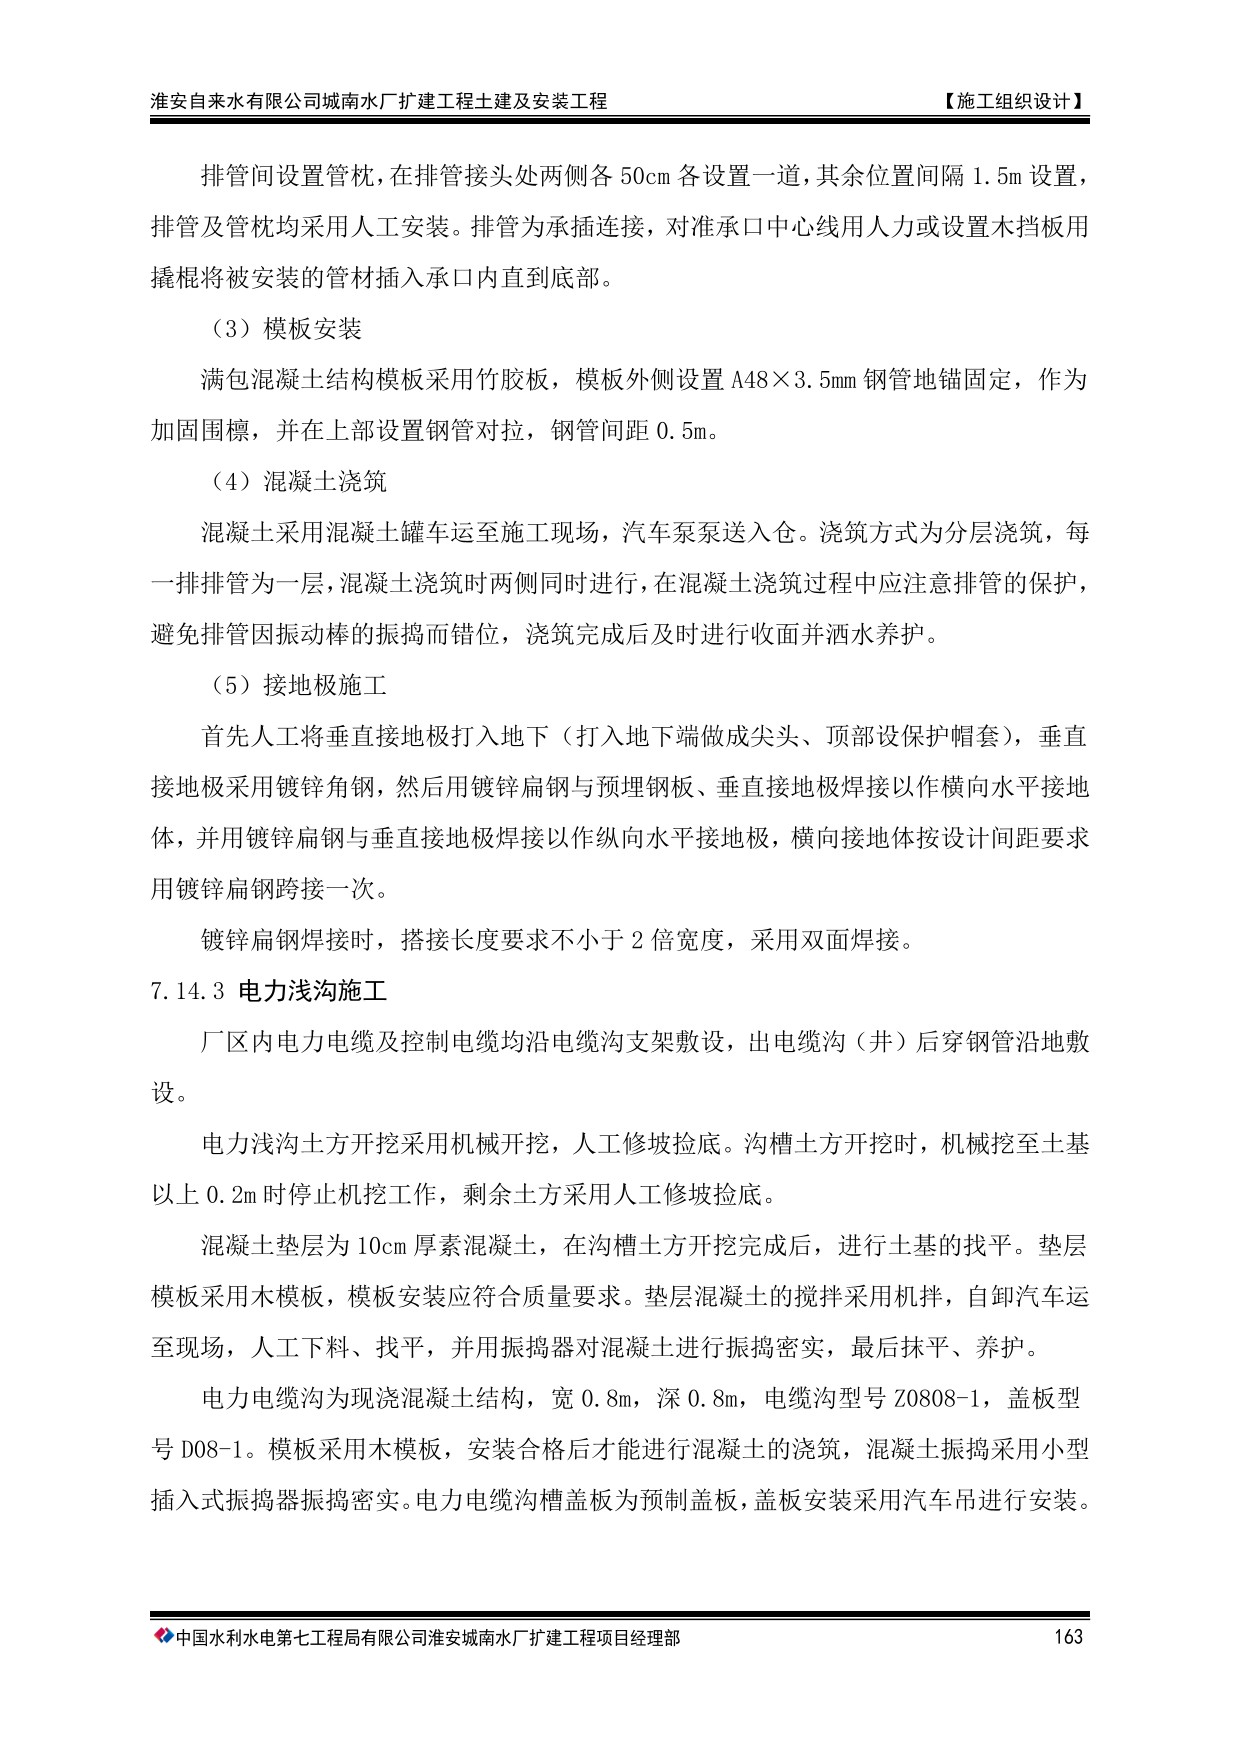 淮安自来水有限公司城南水厂扩建工程土建及安装工程 【施工组织设计】
排管间设置管枕,在排管接头处两侧各 50cm 各设置一道,其余位置间隔 1.5m 设置,
排管及管枕均采用人工安装。排管为承插连接，对准承口中心线用人力或设置木挡板用
撬棍将被安装的管材插入承口内直到底部。
（3）模板安装
满包混凝土结构模板采用竹胶板，模板外侧设置 A48×3.5mm 钢管地锚固定，作为
加固围檩，并在上部设置钢管对拉，钢管间距 0.5m。
（4）混凝土浇筑
混凝土采用混凝土罐车运至施工现场，汽车泵泵送入仓。浇筑方式为分层浇筑，每
一排排管为一层,混凝土浇筑时两侧同时进行,在混凝土浇筑过程中应注意排管的保护,
避免排管因振动棒的振捣而错位，浇筑完成后及时进行收面并洒水养护。
（5）接地极施工
首先人工将垂直接地极打入地下（打入地下端做成尖头、顶部设保护帽套），垂直
接地极采用镀锌角钢，然后用镀锌扁钢与预埋钢板、垂直接地极焊接以作横向水平接地
体，并用镀锌扁钢与垂直接地极焊接以作纵向水平接地极，横向接地体按设计间距要求
用镀锌扁钢跨接一次。
镀锌扁钢焊接时，搭接长度要求不小于 2 倍宽度，采用双面焊接。
7.14.3 电力浅沟施工
厂区内电力电缆及控制电缆均沿电缆沟支架敷设，出电缆沟（井）后穿钢管沿地敷
设。
电力浅沟土方开挖采用机械开挖，人工修坡捡底。沟槽土方开挖时，机械挖至土基
以上 0.2m 时停止机挖工作，剩余土方采用人工修坡捡底。
混凝土垫层为 10cm 厚素混凝土，在沟槽土方开挖完成后，进行土基的找平。垫层
模板采用木模板，模板安装应符合质量要求。垫层混凝土的搅拌采用机拌，自卸汽车运
至现场，人工下料、找平，并用振捣器对混凝土进行振捣密实，最后抹平、养护。
电力电缆沟为现浇混凝土结构，宽 0.8m，深 0.8m，电缆沟型号 Z0808-1，盖板型
号 D08-1。模板采用木模板，安装合格后才能进行混凝土的浇筑，混凝土振捣采用小型
插入式振捣器振捣密实。电力电缆沟槽盖板为预制盖板,盖板安装采用汽车吊进行安装。
中国水利水电第七工程局有限公司淮安城南水厂扩建工程项目经理部 163